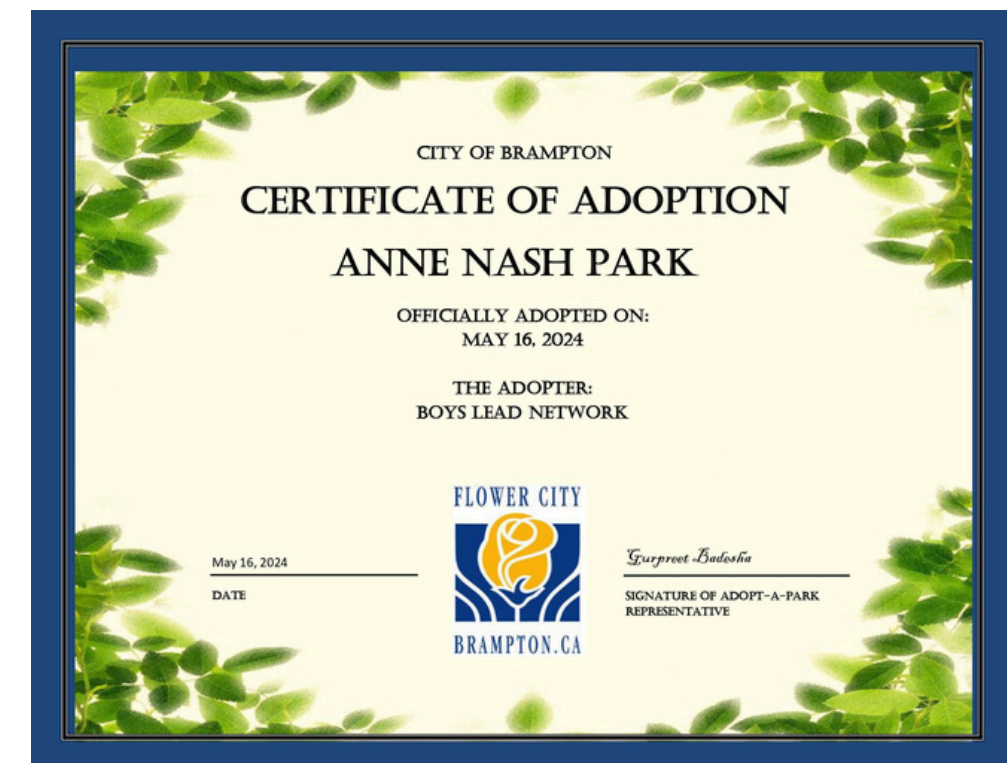 CITY OF BRAMPTON
CERTIFICATE OF ADOPTION
ANNE NASH PARK
OFFICIALLY ADOPTED ON:
MAY 16, 2024
THE ADOPTER:
BOYS LEAD NETWORK
FLOWER CITY
BRAMPTON.CA
May 16, 2024
DATE
Gurpreet Badesha
SIGNATURE OF ADOPT-A-PARK
REPRESENTATIVE